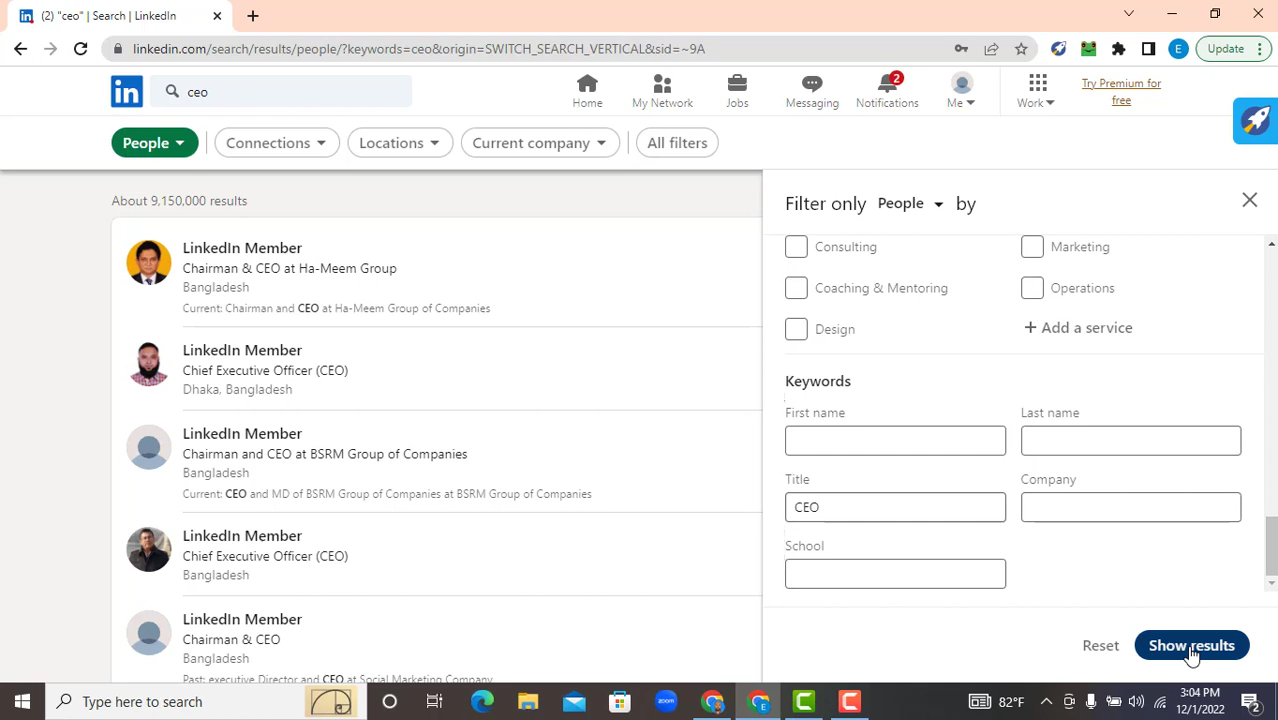 (2) "ceo" | Search | LinkedIn
linkedin.com/search/results/people/?keywords=ceo&origin=SWITCH_SEARCH_VERTICAL&sid=~9A
E
Update
in
ceo
2
Home
My Network
Jobs
Messaging
Notifications
Me
Work
Try Premium for
free
People
Connections
Locations
Current company
All filters
About 9,150,000 results
LinkedIn Member
Chairman & CEO at Ha-Meem Group
Bangladesh
Current: Chairman and CEO at Ha-Meem Group of Companies
LinkedIn Member
Chief Executive Officer (CEO)
Dhaka, Bangladesh
LinkedIn Member
Chairman and CEO at BSRM Group of Companies
Bangladesh
Current: CEO and MD of BSRM Group of Companies at BSRM Group of Companies
LinkedIn Member
Chief Executive Officer (CEO)
Bangladesh
LinkedIn Member
Chairman & CEO
Bangladesh
Past: executive Director and CEO at Social Marketing Company
Filter only People by
Consulting
Marketing
Coaching & Mentoring
Operations
Design
+ Add a service
Keywords
First name
Last name
Title
Company
CEO
School
Reset
Show results
Type here to search
zoom
E
82°F
3:04 PM
12/1/2022
2